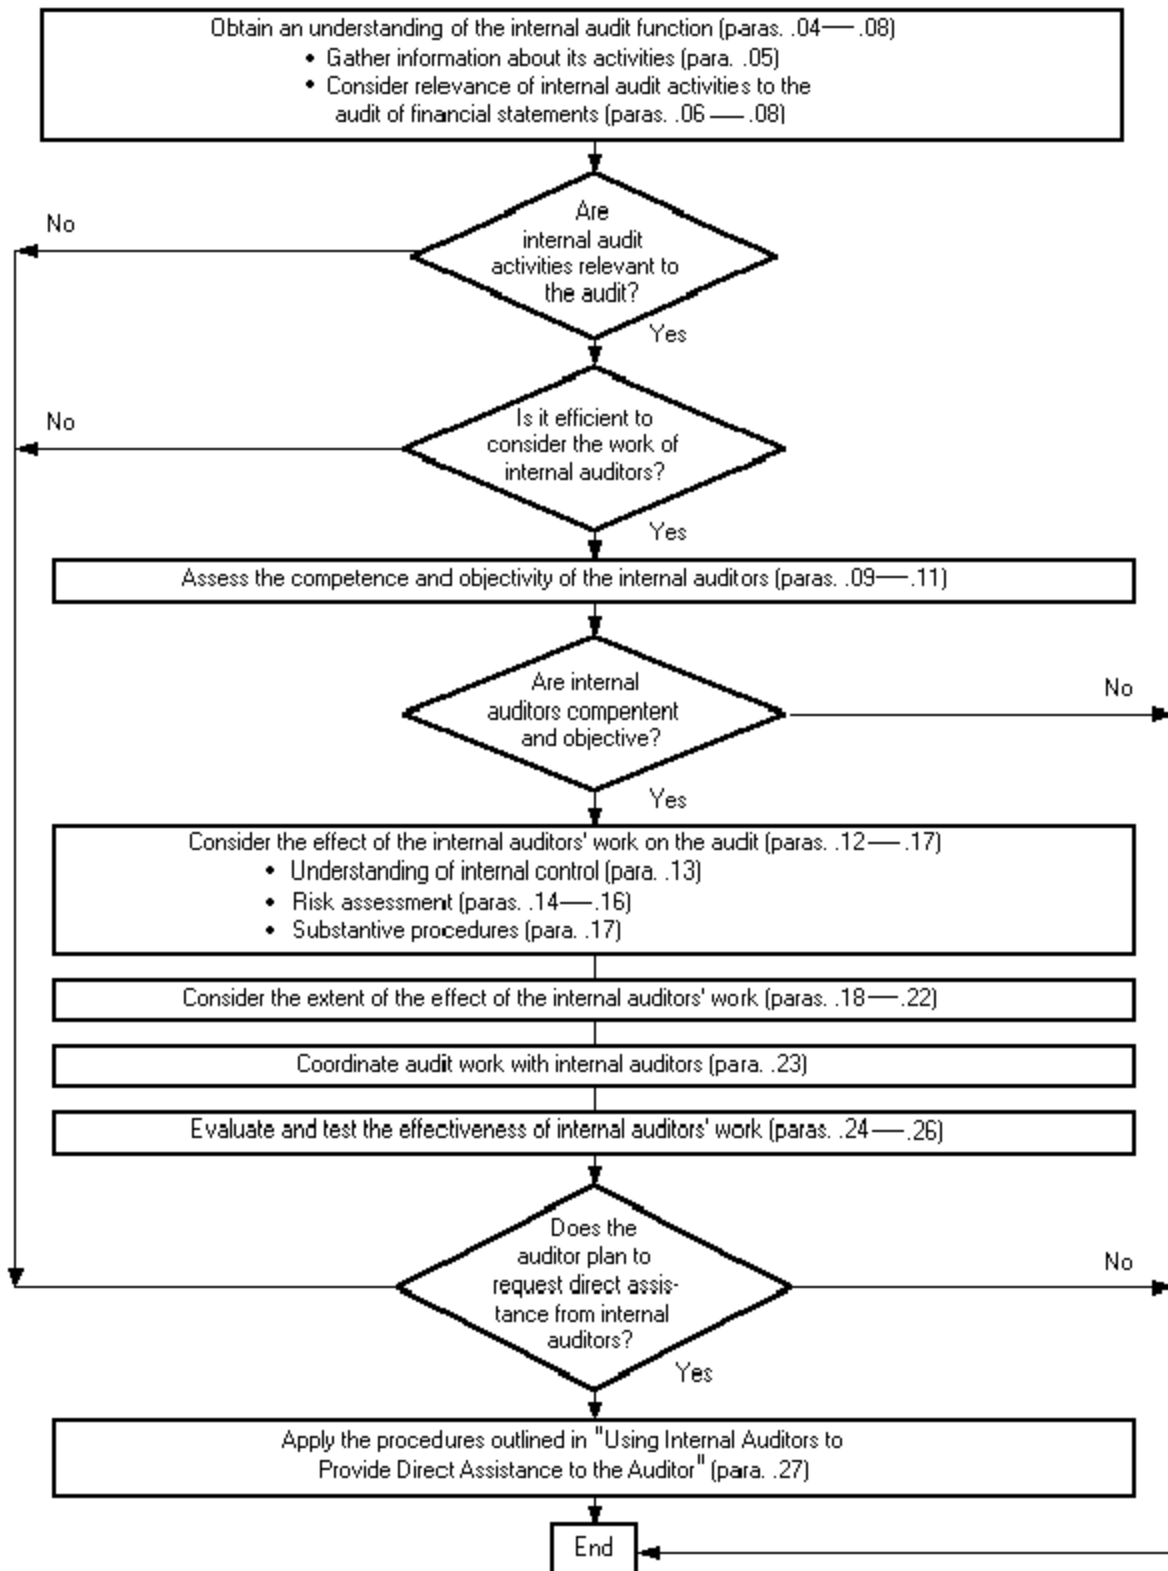 Obtain an understanding of the internal audit function (paras. .04—.08)
• Gather information about its activities (para. .05)
• Consider relevance of internal audit activities to the
audit of financial statements (paras. .06—.08)
Are
internal audit
activities relevant to
the audit?
No
Yes
Is it efficient to
consider the work of
internal auditors?
No
Yes
Assess the competence and objectivity of the internal auditors (paras. .09—.11)
Are internal
auditors compentent
and objective?
No
Yes
Consider the effect of the internal auditors' work on the audit (paras. .12—.17)
• Understanding of internal control (para. .13)
• Risk assessment (paras. .14—.16)
• Substantive procedures (para. .17)
Consider the extent of the effect of the internal auditors' work (paras. .18—.22)
Coordinate audit work with internal auditors (para. .23)
Evaluate and test the effectiveness of internal auditors' work (paras. .24—.26)
Does the
auditor plan to
request direct assis-
tance from internal
auditors?
No
Yes
Apply the procedures outlined in "Using Internal Auditors to
Provide Direct Assistance to the Auditor" (para. .27)
End